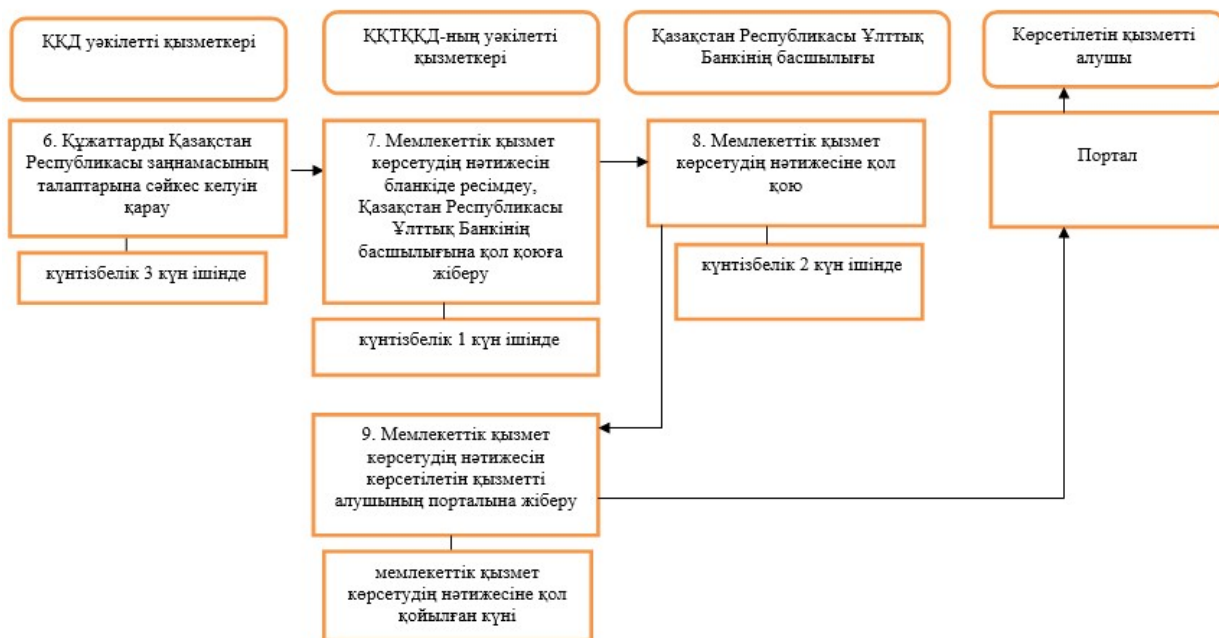 ҚҚД уәкілетті қызметкері
ҚҚТҚҚД-ның уәкілетті
қызметкері
Қазақстан Республикасы Ұлттық
Банкінің басшылығы
Көрсетілетін қызметті
алушы
6. Құжаттарды Қазақстан
Республикасы заңнамасының
талаптарына сәйкес келуін
қарау
күнтізбелік 3 күн ішінде
7. Мемлекеттік қызмет
көрсетудің нәтижесін
бланкіде ресімдеу,
Қазақстан Республикасы
Ұлттық Банкінің
басшылығына қол қоюға
жіберу
күнтізбелік 1 күн ішінде
8. Мемлекеттік қызмет
көрсетудің нәтижесіне қол
қою
күнтізбелік 2 күн ішінде
Портал
9. Мемлекеттік қызмет
көрсетудің нәтижесін
көрсетілетін қызметті
алушының порталына жіберу
мемлекеттік қызмет
көрсетудің нәтижесіне қол
қойылған күні